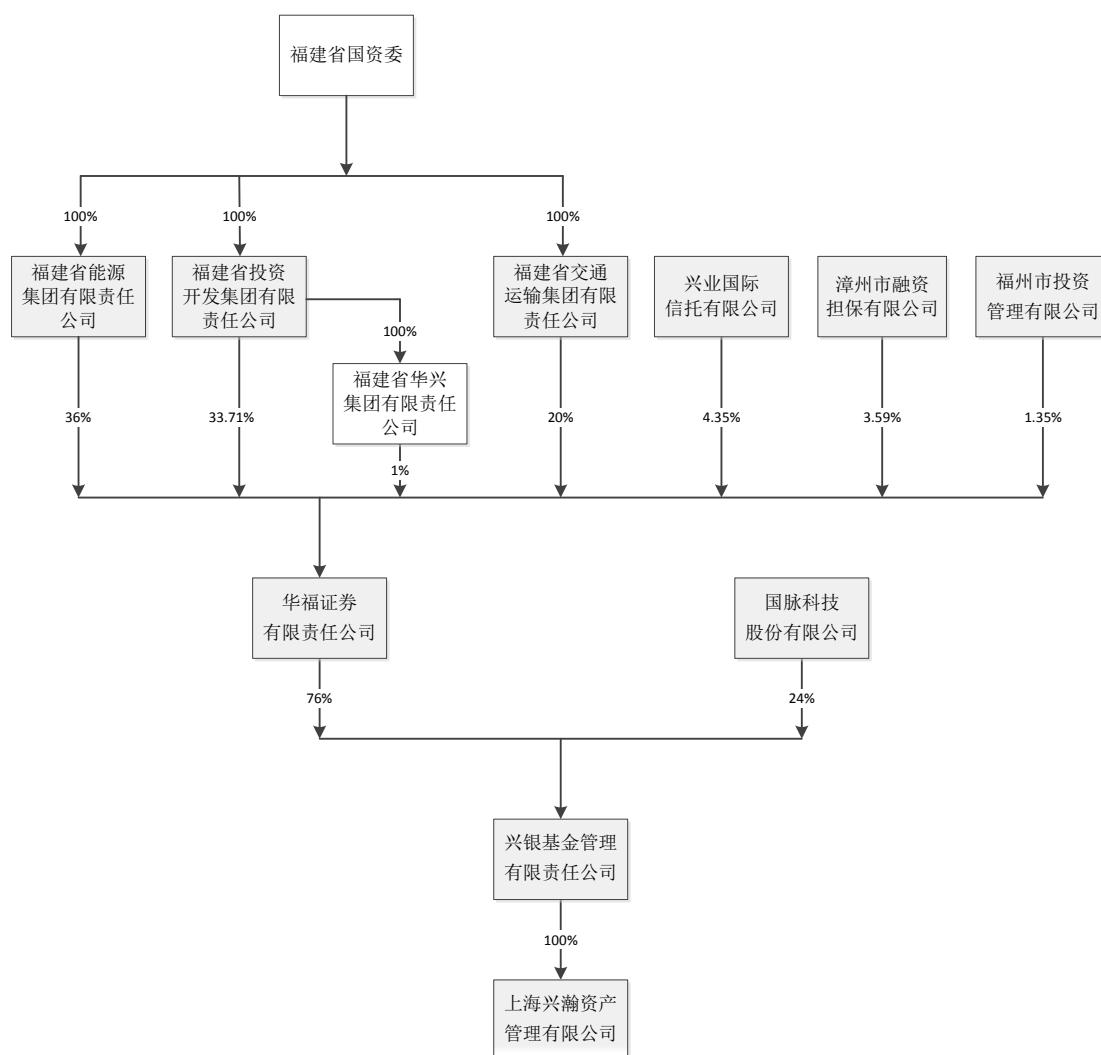 福建省国资委
100%
100%
100%
福建省能源
集团有限责任
公司
福建省投资
开发集团有限
责任公司
福建省交通
运输集团有限
责任公司
兴业国际
信托有限公司
漳州市融资
担保有限公司
福州市投资
管理有限公司
100%
福建省华兴
集团有限责任
公司
36%
33.71%
20%
4.35%
3.59%
1.35%
1%
华福证券
有限责任公司
国脉科技
股份有限公司
76%
24%
兴银基金管理
有限责任公司
100%
上海兴瀚资产
管理有限公司